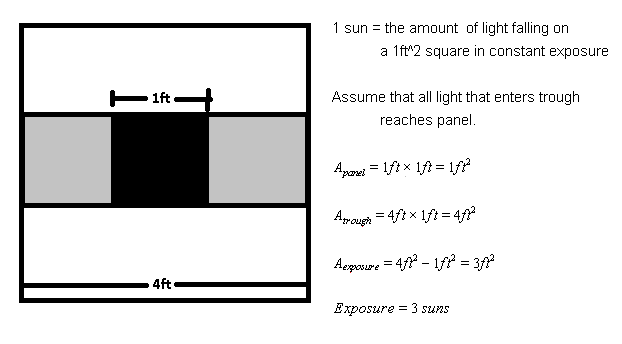 1 sun = the amount of light falling on
a 1ft^2 square in constant exposure
1ft
Assume that all light that enters trough
reaches panel.
A_panel = 1ft × 1ft = 1ft²
A_trough = 4ft × 1ft = 4ft²
A_exposure = 4ft² − 1ft² = 3ft²
4ft
Exposure = 3 suns